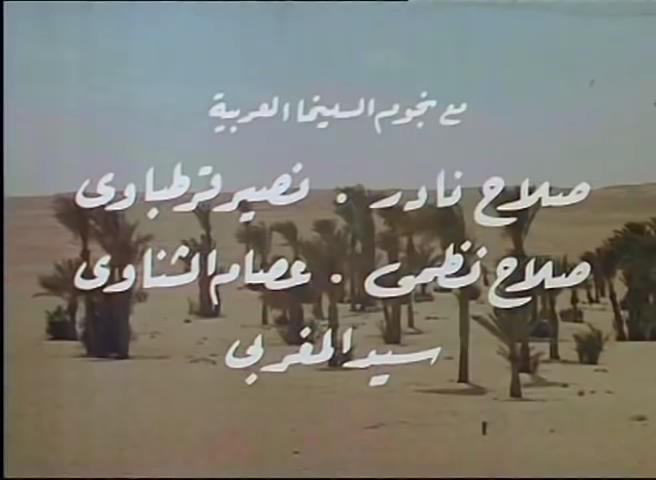 مع نجوم السينما العربية
صلاح نادر . نصير قرطباوى
صلاح نظمى . عصام الشناوى
سيد المغربى